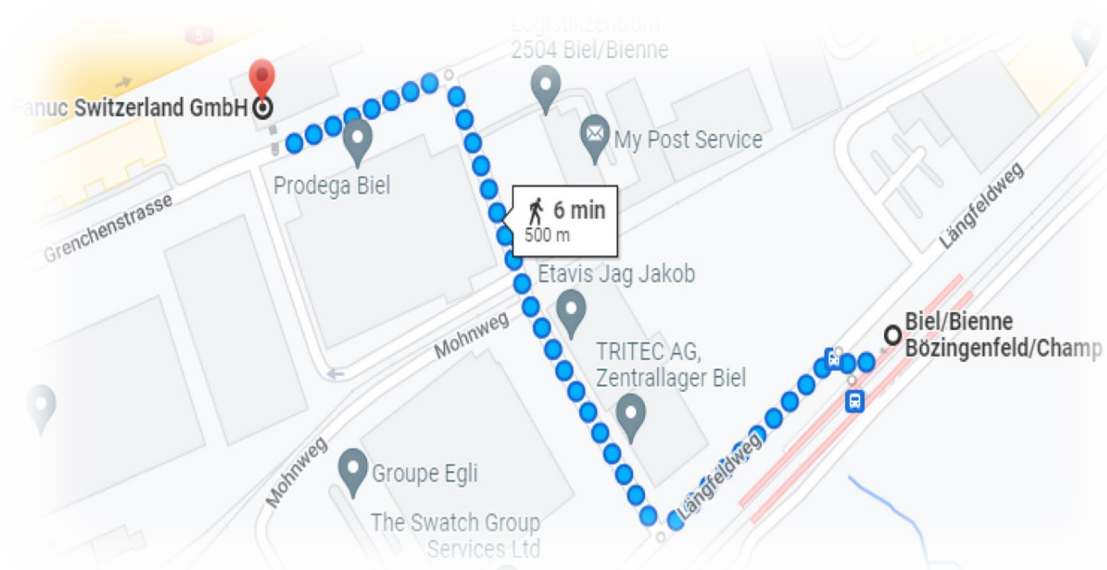 Logistikzentrum
2504 Biel/Bienne
5
Fanuc Switzerland GmbH
My Post Service
Prodega Biel
6 min
500 m
Grenchenstrasse
Längfeldweg
Etavis Jag Jakob
Mohnweg
Biel/Bienne
Bözingenfeld/Champ
TRITEC AG,
Zentrallager Biel
Längfeldweg
Mohnweg
Groupe Egli
The Swatch Group
Services Ltd